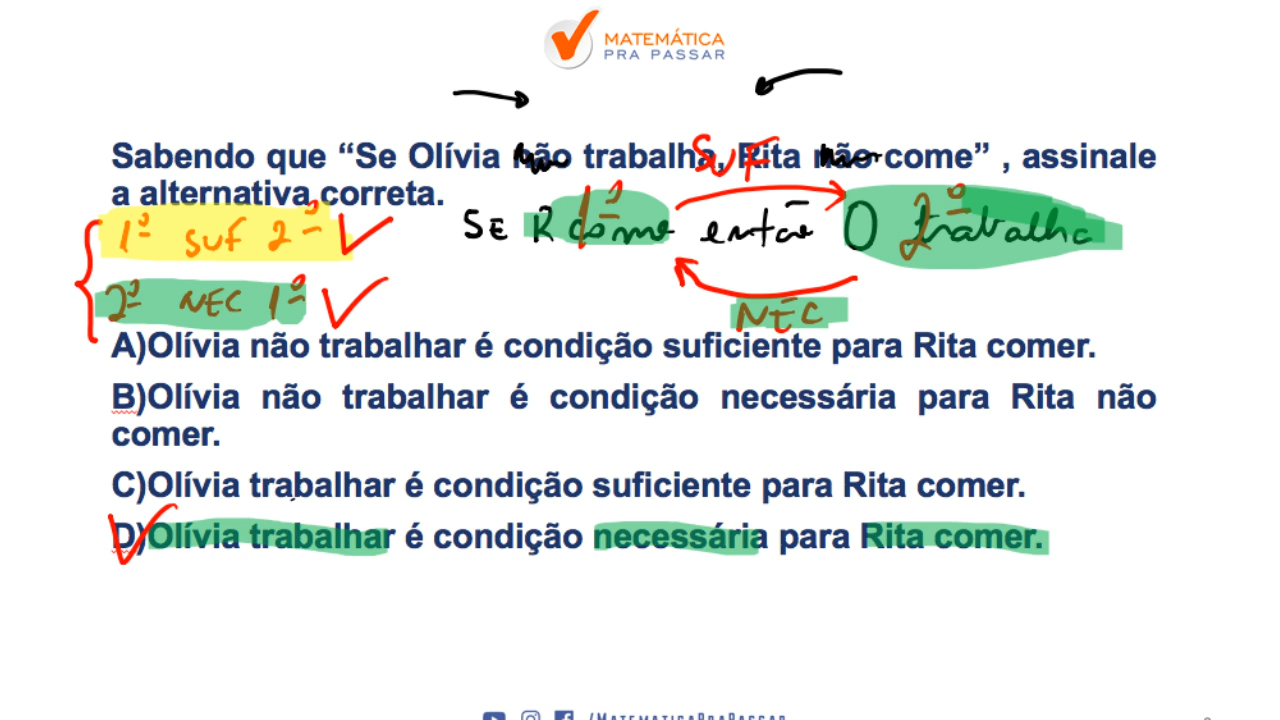 MATEMÁTICA
PRA PASSAR
Sabendo que “Se Olívia não trabalha, Rita não come” , assinale
a alternativa correta.
SUF
SE R come então O trabalha
1º 2º
1º SUF 2º
2º NEC 1º
NEC
A)Olívia não trabalhar é condição suficiente para Rita comer.
B)Olívia não trabalhar é condição necessária para Rita não
comer.
C)Olívia trabalhar é condição suficiente para Rita comer.
D)Olívia trabalhar é condição necessária para Rita comer.
/MATEMATICAPRAPASSAR